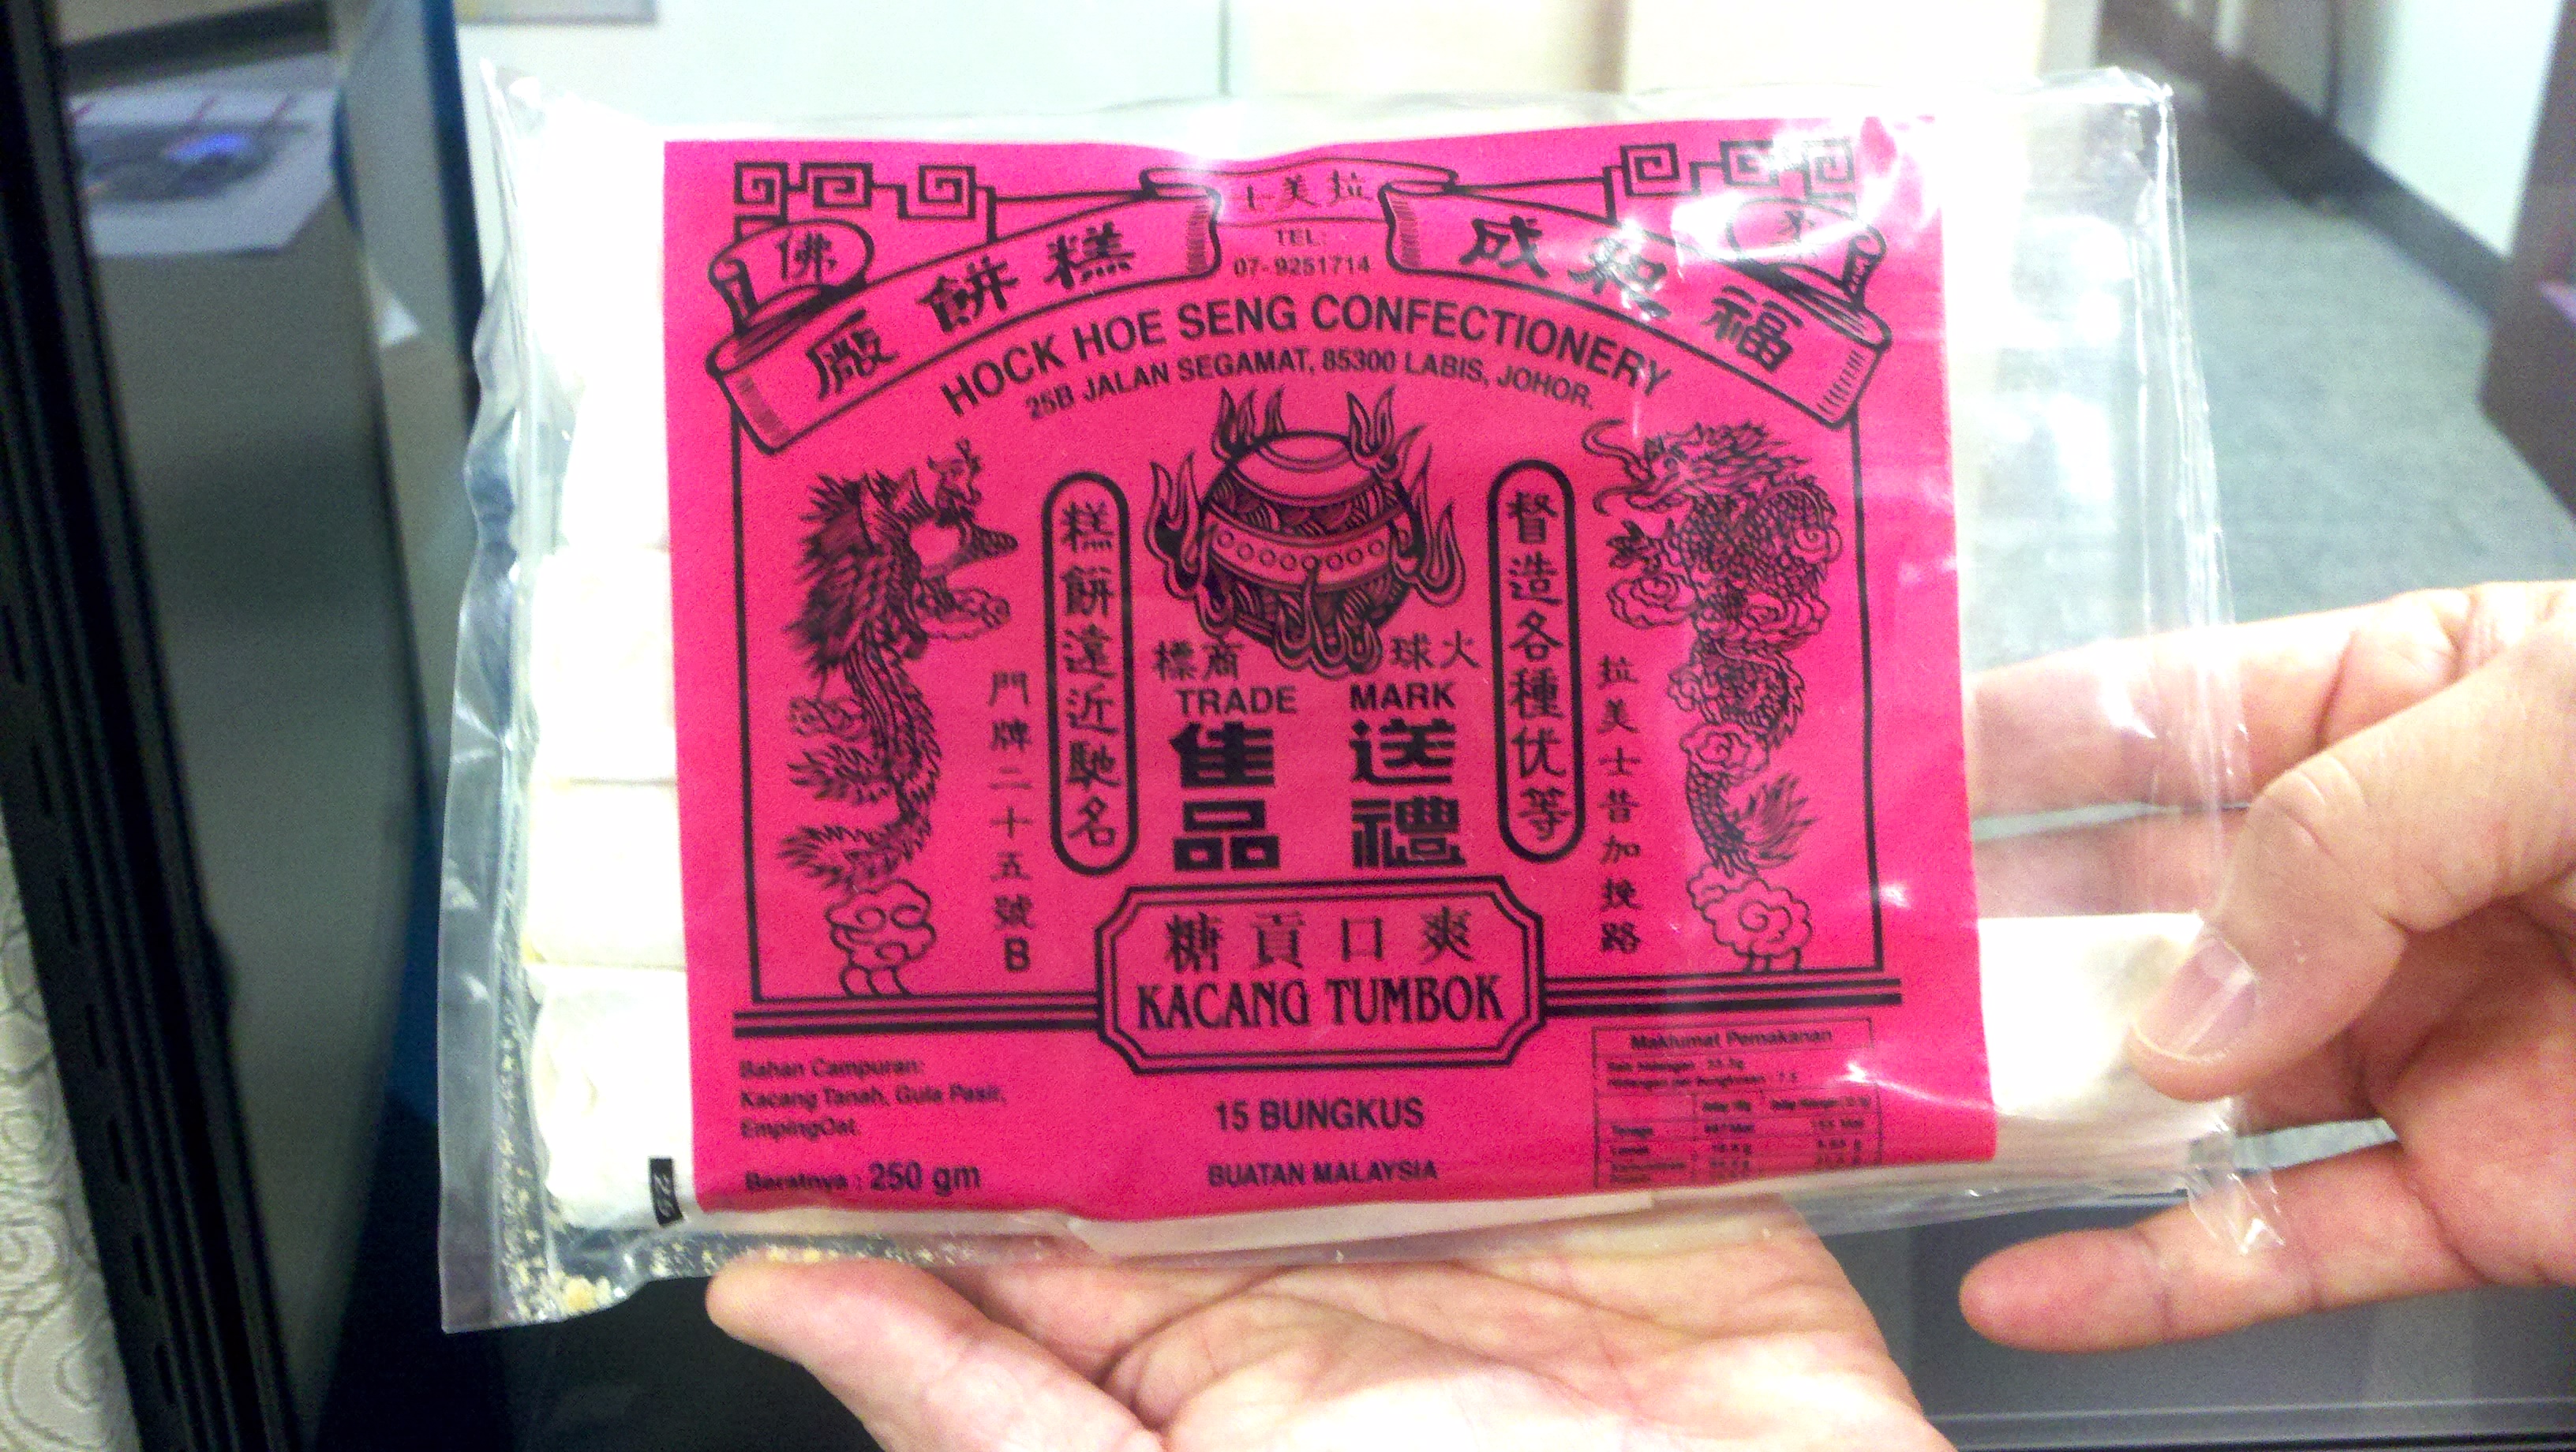 拉美士
TEL:
07-9251714
福和成
糕餅廠
佛
HOCK HOE SENG CONFECTIONERY
25B JALAN SEGAMAT, 85300 LABIS, JOHOR.
督造各種优等
糕餅遠近馳名
拉美士昔加挽路
門牌二十五號B
火球
商標
TRADE MARK
送禮
佳品
爽口貢糖
KACANG TUMBOK
Bahan Campuran:
Kacang Tanah, Gula Pasir,
EmpingOat.
Beratnya : 250 gm
15 BUNGKUS
BUATAN MALAYSIA
Maklumat Pemakanan